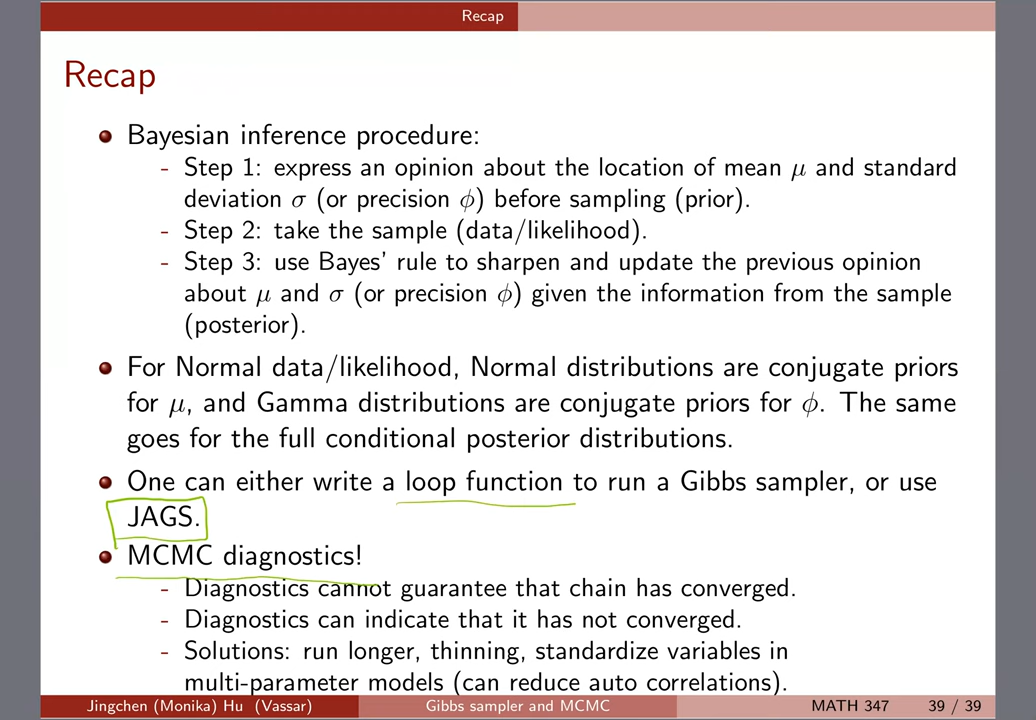 Recap
Recap
Bayesian inference procedure:
- Step 1: express an opinion about the location of mean μ and standard
deviation σ (or precision ϕ) before sampling (prior).
- Step 2: take the sample (data/likelihood).
- Step 3: use Bayes' rule to sharpen and update the previous opinion
about μ and σ (or precision ϕ) given the information from the sample
(posterior).
For Normal data/likelihood, Normal distributions are conjugate priors
for μ, and Gamma distributions are conjugate priors for ϕ. The same
goes for the full conditional posterior distributions.
One can either write a loop function to run a Gibbs sampler, or use
JAGS.
MCMC diagnostics!
- Diagnostics cannot guarantee that chain has converged.
- Diagnostics can indicate that it has not converged.
- Solutions: run longer, thinning, standardize variables in
multi-parameter models (can reduce auto correlations).
Jingchen (Monika) Hu (Vassar) Gibbs sampler and MCMC MATH 347 39 / 39